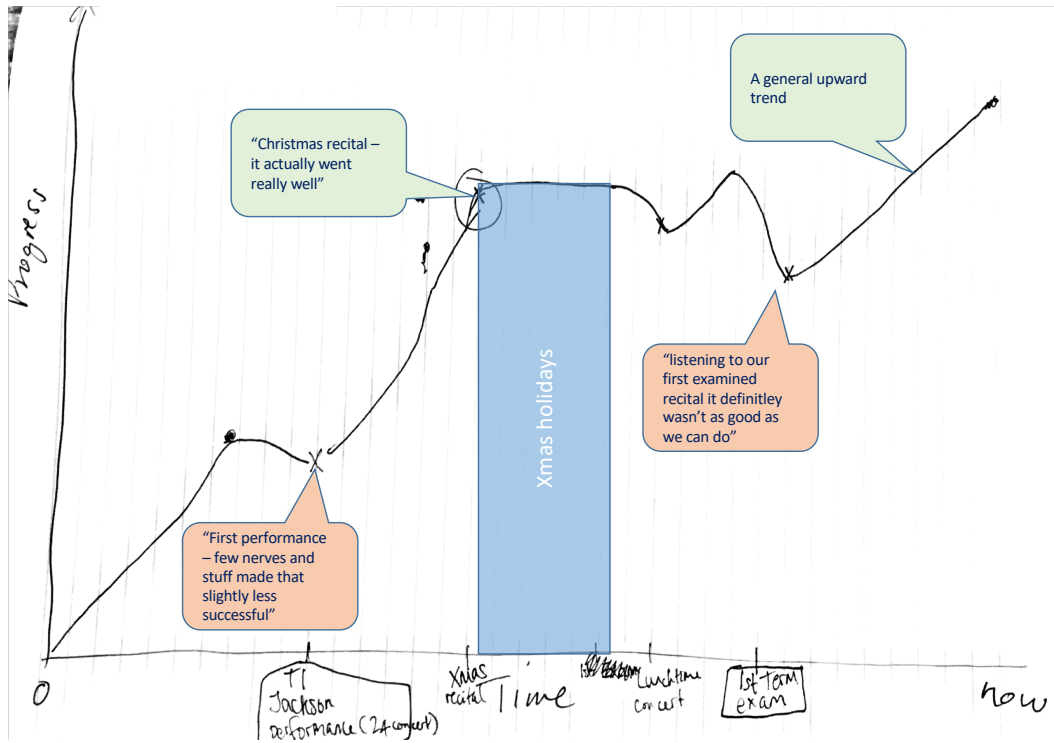 Progress
“Christmas recital –
it actually went
really well”
A general upward
trend
Xmas holidays
“listening to our
first examined
recital it definitley
wasn’t as good as
we can do”
“First performance
– few nerves and
stuff made that
slightly less
successful”
0
T1
Jackson
performance (24 concert)
Xmas
recital
Time
Lunchtime
concert
1st term
exam
now